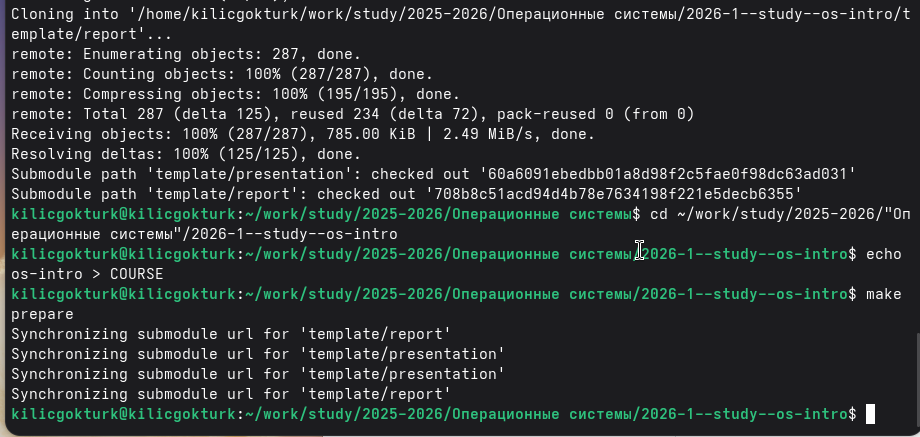 Cloning into '/home/kilicgokturk/work/study/2025-2026/Операционные системы/2026-1--study--os-intro/t
emplate/report'...
remote: Enumerating objects: 287, done.
remote: Counting objects: 100% (287/287), done.
remote: Compressing objects: 100% (195/195), done.
remote: Total 287 (delta 125), reused 234 (delta 72), pack-reused 0 (from 0)
Receiving objects: 100% (287/287), 785.00 KiB | 2.49 MiB/s, done.
Resolving deltas: 100% (125/125), done.
Submodule path 'template/presentation': checked out '60a6091ebedbb01a8d98f2c5fae0f98dc63ad031'
Submodule path 'template/report': checked out '708b8c51acd94d4b78e7634198f221e5decb6355'
kilicgokturk@kilicgokturk:~/work/study/2025-2026/Операционные системы$ cd ~/work/study/2025-2026/"Оп
ерационные системы"/2026-1--study--os-intro
kilicgokturk@kilicgokturk:~/work/study/2025-2026/Операционные системы/2026-1--study--os-intro$ echo
os-intro > COURSE
kilicgokturk@kilicgokturk:~/work/study/2025-2026/Операционные системы/2026-1--study--os-intro$ make
prepare
Synchronizing submodule url for 'template/report'
Synchronizing submodule url for 'template/presentation'
Synchronizing submodule url for 'template/presentation'
Synchronizing submodule url for 'template/report'
kilicgokturk@kilicgokturk:~/work/study/2025-2026/Операционные системы/2026-1--study--os-intro$